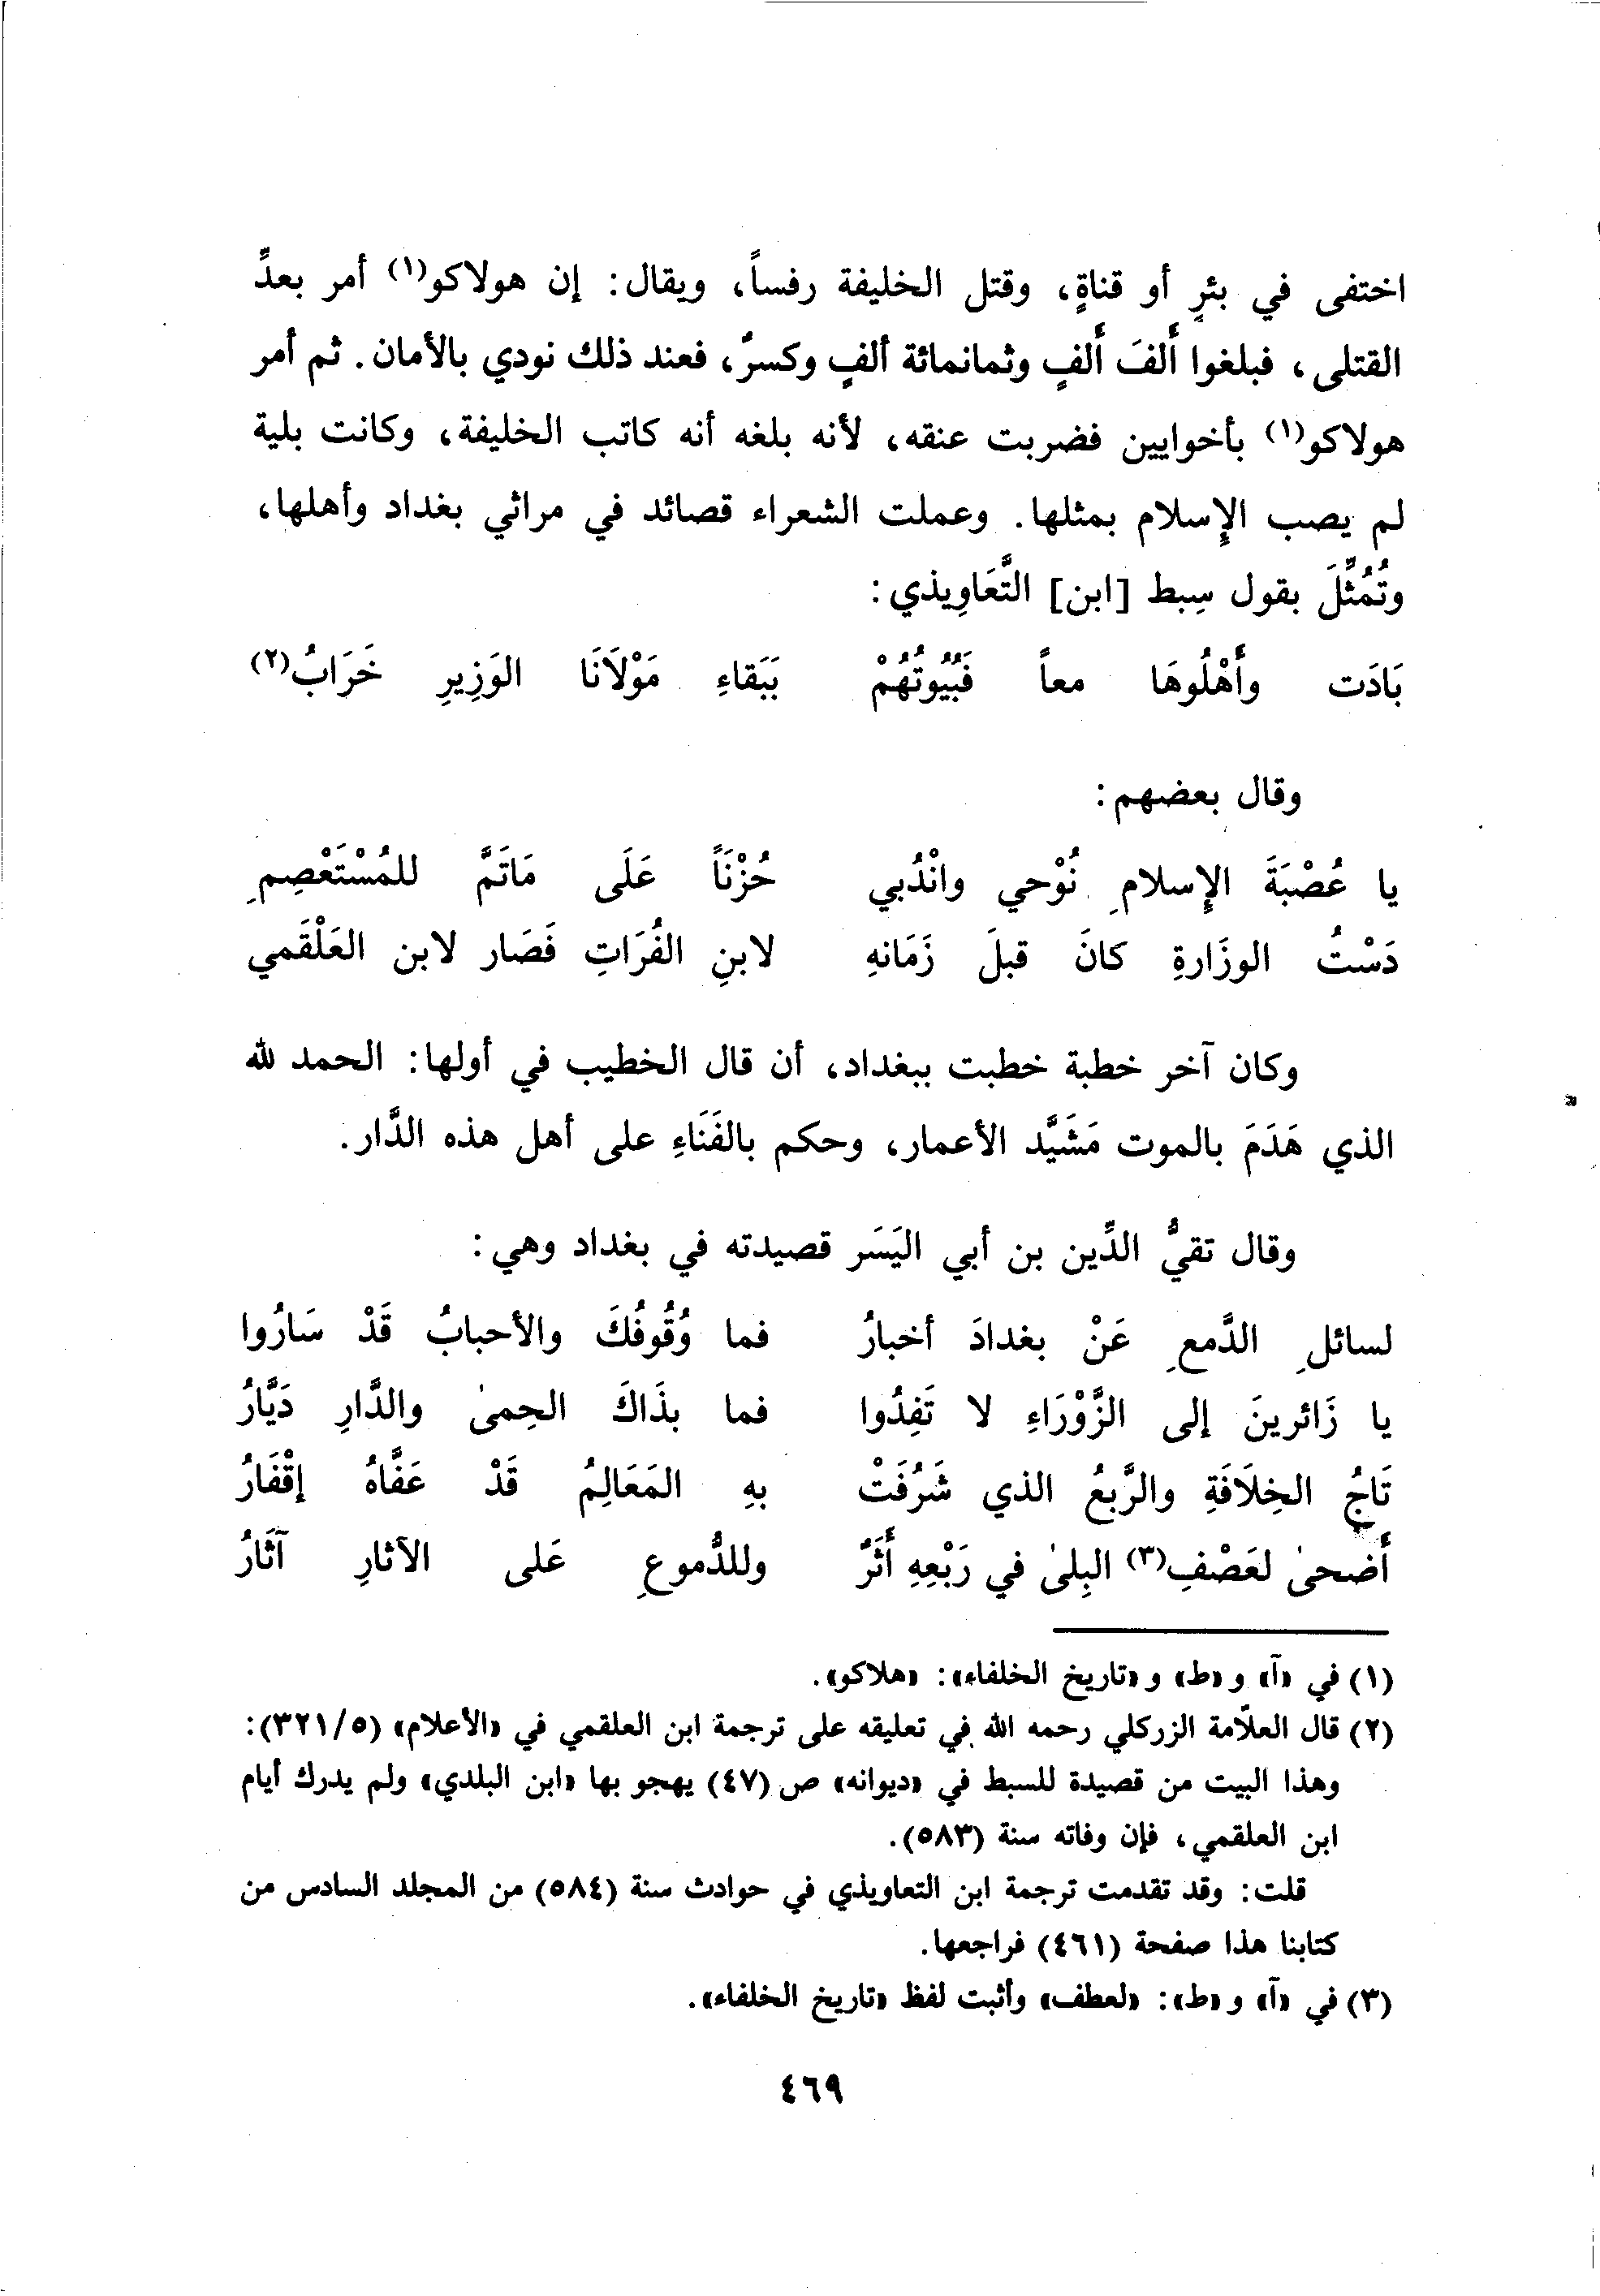 اختفى في بئرٍ أو قناةٍ، وقتل الخليفة رفساً، ويقال: إن هولاكو(١) أمر بعدِّ
القتلى، فبلغوا أَلفَ أَلفٍ وثمانمائة ألفٍ وكسرٌ، فعند ذلك نودي بالأمان. ثم أمر
هولاكو(١) بأخوايين فضربت عنقه، لأنه بلغه أنه كاتب الخليفة، وكانت بلية
لم يصب الإسلام بمثلها. وعملت الشعراء قصائد في مراثي بغداد وأهلها،
وتُمُثِّلَ بقول سِبط [ابن] التَّعَاوِيذي:
بَادَت وأَهْلُوهَا معاً فَبُيُوتُهُمْ بَبَقاءِ مَوْلَانَا الوَزِيرِ خَرَابُ(٢)
وقال بعضهم:
يا عُصْبَةَ الإسلامِ نُوْحي وانْدُبي حُزْنَاً عَلَى مَاتَمَّ للمُسْتَعْصِمِ
دَسْتُ الوزَارةِ كانَ قبلَ زَمَانهِ لابنِ الفُرَاتِ فَصَار لابن العَلْقَمي
وكان آخر خطبة خطبت ببغداد، أن قال الخطيب في أولها: الحمد لله
الذي هَدَمَ بالموت مَشَيَّد الأعمار، وحكم بالفَنَاءِ على أهل هذه الدَّار.
وقال تقيُّ الدِّين بن أبي اليَسَر قصيدته في بغداد وهي:
لسائلِ الدَّمعِ عَنْ بغدادَ أخبارُ فما وُقُوفُكَ والأحبابُ قَدْ سَارُوا
يا زَائرينَ إلى الزَّوْرَاءِ لا تَفِدُوا فما بذَاكَ الحِمىٰ والدَّارِ دَيَّارُ
تَاجُ الخِلَافَةِ والرَّبعُ الذي شَرُفَتْ بهِ المَعَالِمُ قَدْ عَفَّاهُ إقْفَارُ
أَضحىٰ لعَصْفِ(٣) البِلىٰ في رَبْعِهِ أَثَرٌ وللدُّموعِ عَلى الآثارِ آثَارُ
(١) في «آ» و«ط» و«تاريخ الخلفاء»: «هلاكو».
(٢) قال العلّامة الزركلي رحمه الله في تعليقه على ترجمة ابن العلقمي في «الأعلام» (٣٢١/٥):
وهذا البيت من قصيدة للسبط في «ديوانه» ص (٤٧) يهجو بها «ابن البلدي» ولم يدرك أيام
ابن العلقمي، فإن وفاته سنة (٥٨٣).
قلت: وقد تقدمت ترجمة ابن التعاويذي في حوادث سنة (٥٨٤) من المجلد السادس من
كتابنا هذا صفحة (٤٦١) فراجعها.
(٣) في «آ» و«ط»: «لعطف» وأثبت لفظ «تاريخ الخلفاء».
٤٦٩